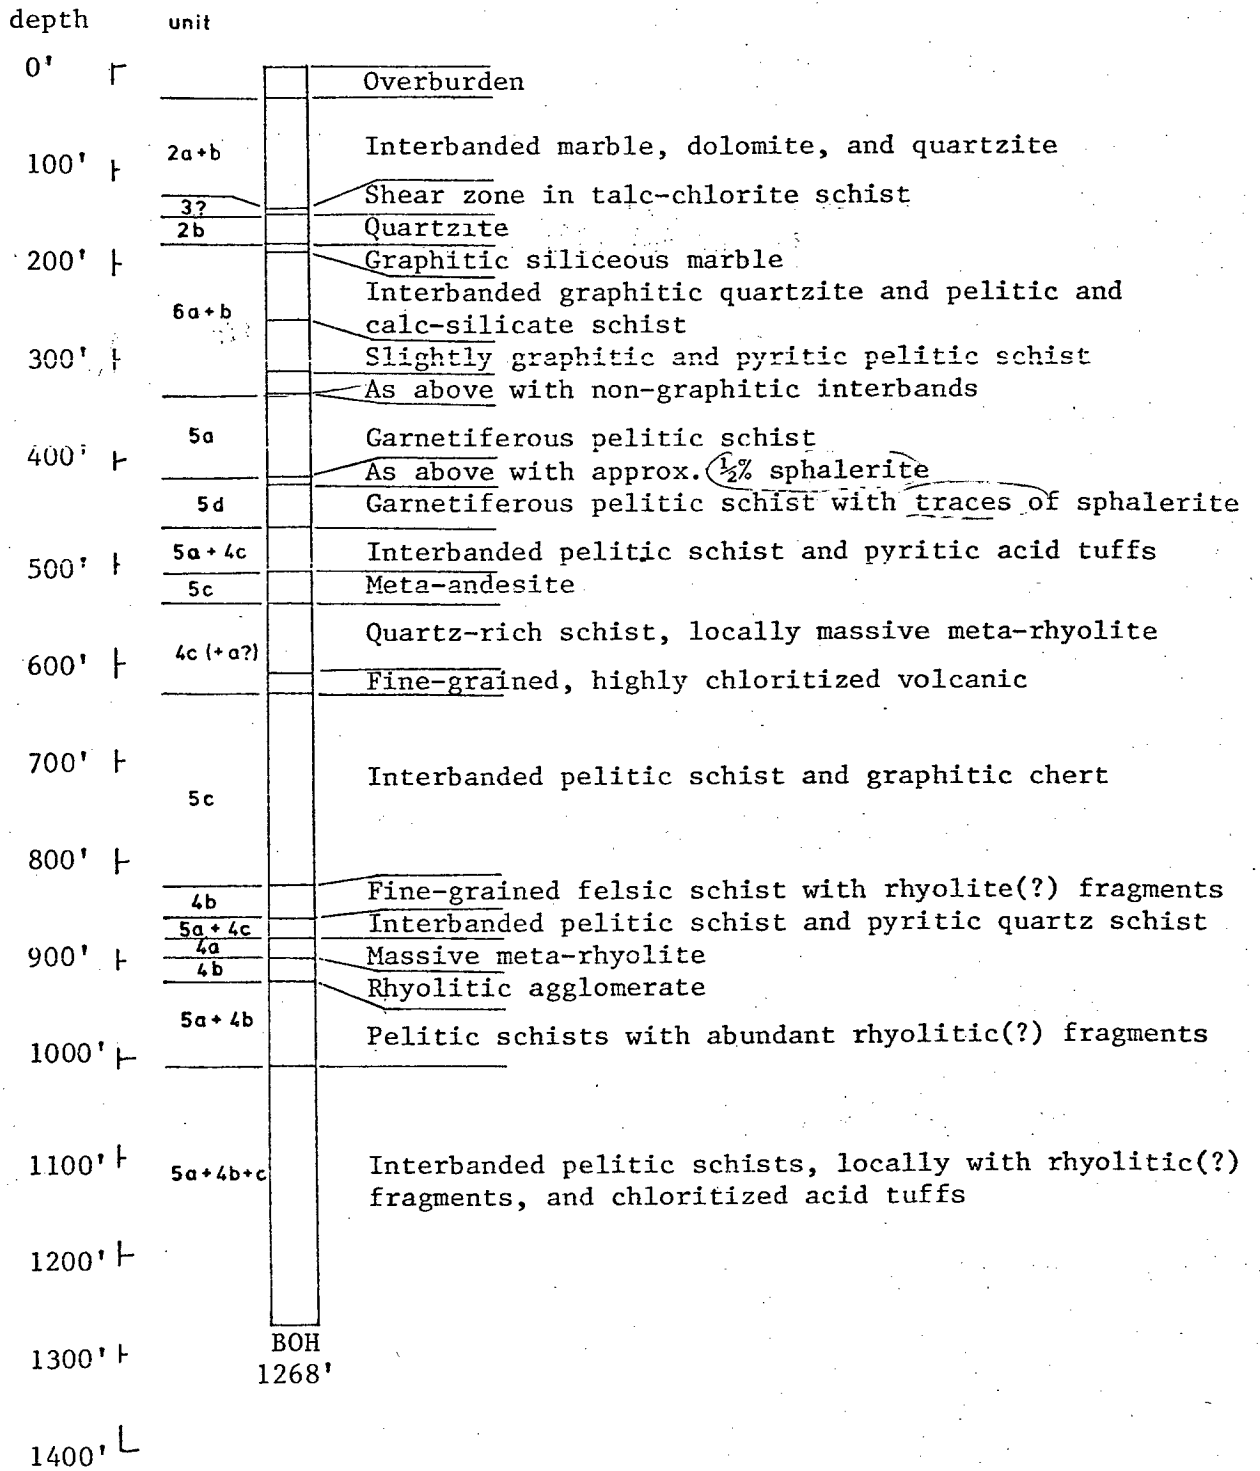 depth unit
0' Overburden
100' 2a+b Interbanded marble, dolomite, and quartzite
3? Shear zone in talc-chlorite schist
2b Quartzite
200' Graphitic siliceous marble
6a+b Interbanded graphitic quartzite and pelitic and
calc-silicate schist
300' Slightly graphitic and pyritic pelitic schist
As above with non-graphitic interbands
5a Garnetiferous pelitic schist
400' As above with approx. ½% sphalerite
5d Garnetiferous pelitic schist with traces of sphalerite
5a + 4c Interbanded pelitic schist and pyritic acid tuffs
500' 5c Meta-andesite
4c (+a?) Quartz-rich schist, locally massive meta-rhyolite
600' Fine-grained, highly chloritized volcanic
700' Interbanded pelitic schist and graphitic chert
5c
800'
4b Fine-grained felsic schist with rhyolite(?) fragments
5a + 4c Interbanded pelitic schist and pyritic quartz schist
900' 4a Massive meta-rhyolite
4b Rhyolitic agglomerate
5a + 4b Pelitic schists with abundant rhyolitic(?) fragments
1000'
1100' 5a + 4b+c Interbanded pelitic schists, locally with rhyolitic(?)
fragments, and chloritized acid tuffs
1200'
BOH
1300' 1268'
1400'